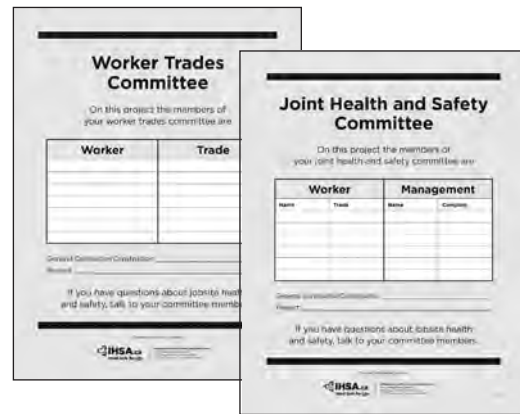 Worker Trades
Committee
On this project the members of
your worker trades committee are
Worker Trade
General Contractor/Constructor
Project
If you have questions about jobsite heal
and safety, talk to your committee membe
IHSA.ca
Joint Health and Safety
Committee
On this project the members of
your joint health and safety committee are
Worker Management
Name Trade Name Company
Project
If you have questions about jobsite health
and safety, talk to your committee members.
IHSA.ca